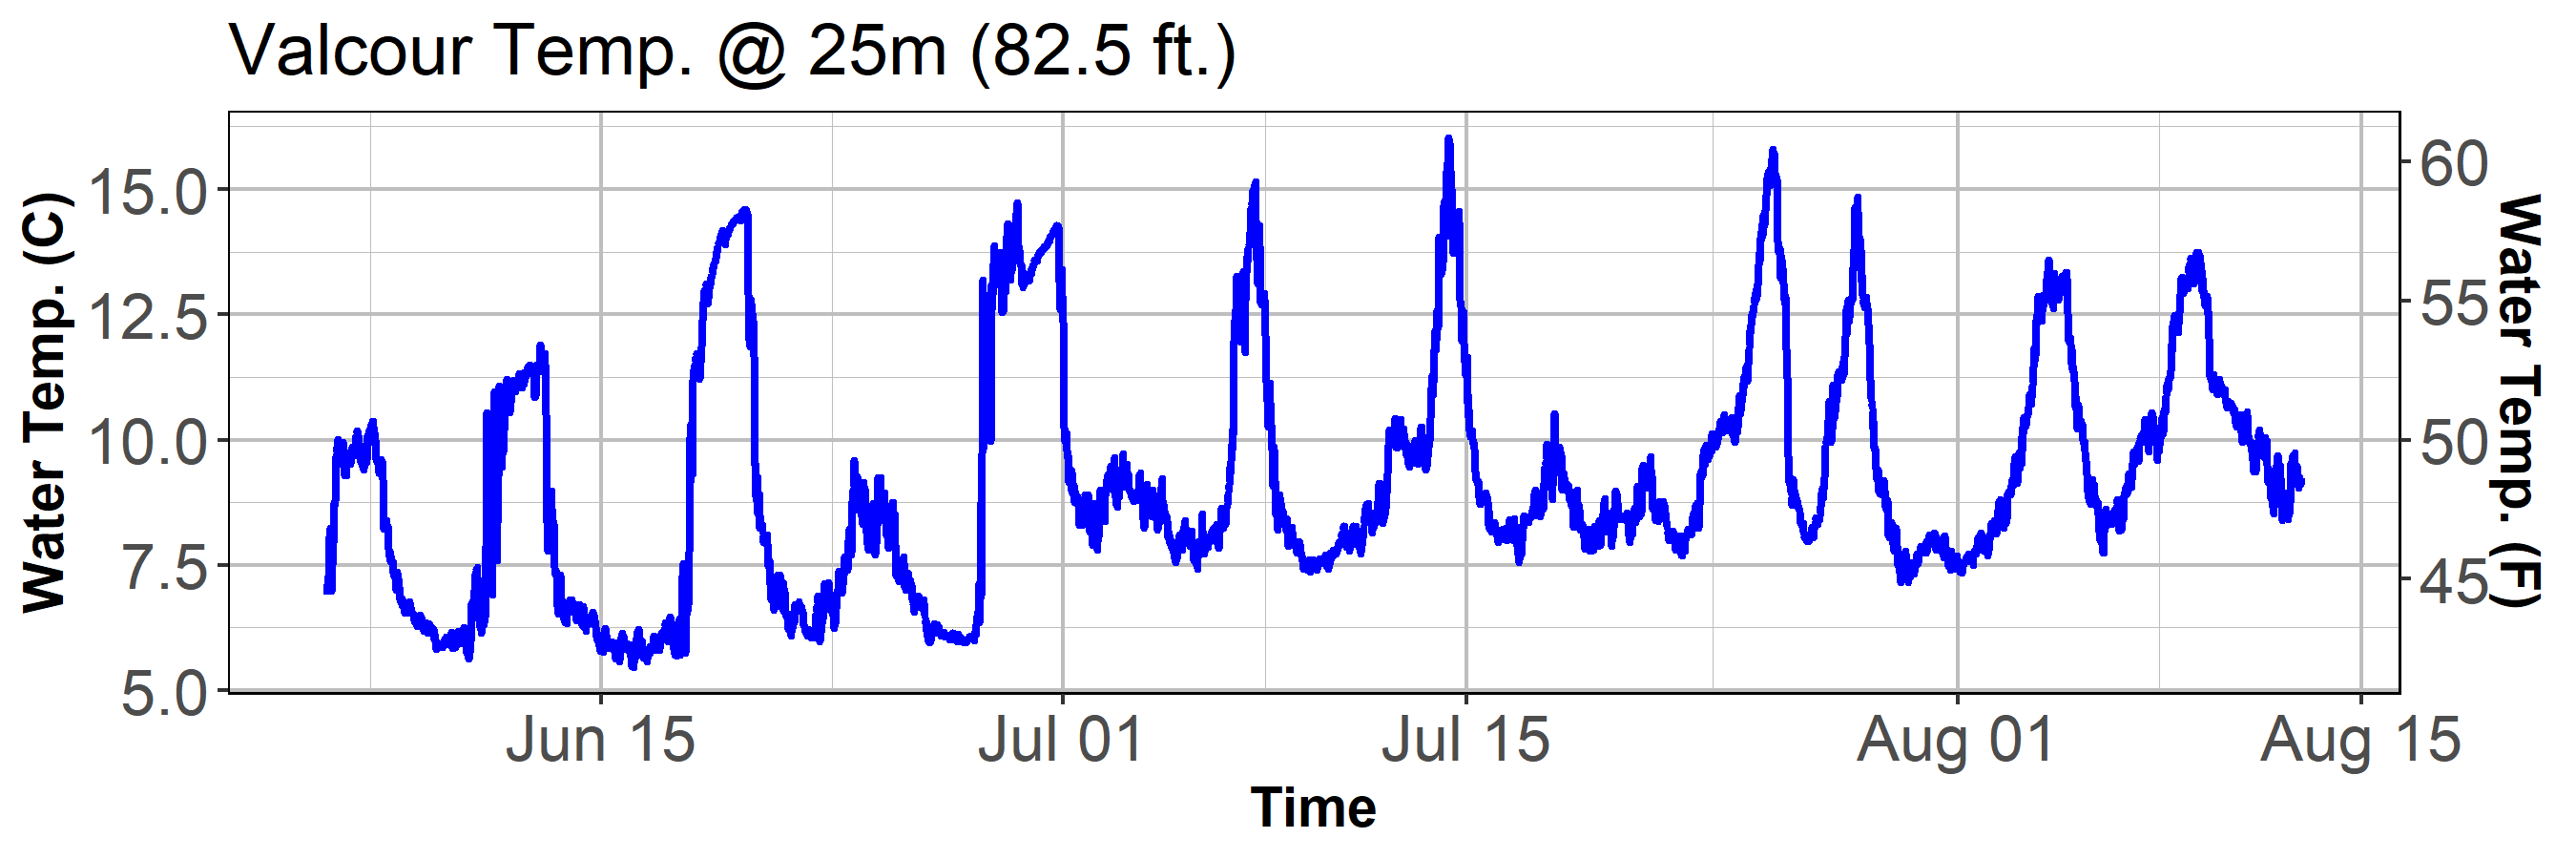 Valcour Temp. @ 25m (82.5 ft.)
Water Temp. (C)
15.0
12.5
10.0
7.5
5.0
60
55
50
45
Water Temp. (F)
Jun 15 Jul 01 Jul 15 Aug 01 Aug 15
Time